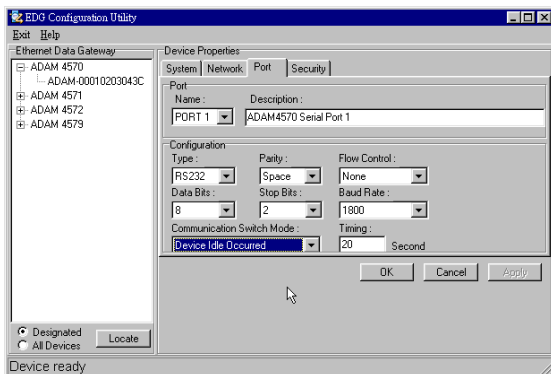 EDG Configuration Utility
Exit Help
Ethernet Data Gateway
ADAM 4570
ADAM-00010203043C
ADAM 4571
ADAM 4572
ADAM 4579
Designated
All Devices
Locate
Device Properties
System Network Port Security
Port
Name : Description :
PORT 1 ADAM4570 Serial Port 1
Configuration
Type : Parity : Flow Control :
RS232 Space None
Data Bits : Stop Bits : Baud Rate :
8 2 1800
Communication Switch Mode : Timing :
Device Idle Occurred 20 Second
OK Cancel Apply
Device ready